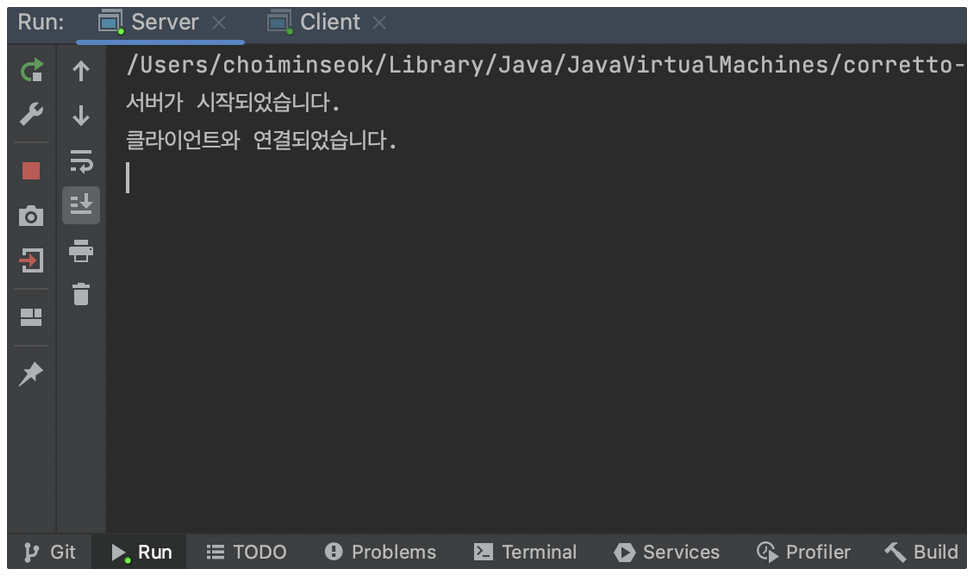 Run: Server Client
/Users/choiminseok/Library/Java/JavaVirtualMachines/corretto-
서버가 시작되었습니다.
클라이언트와 연결되었습니다.
Git Run TODO Problems Terminal Services Profiler Build